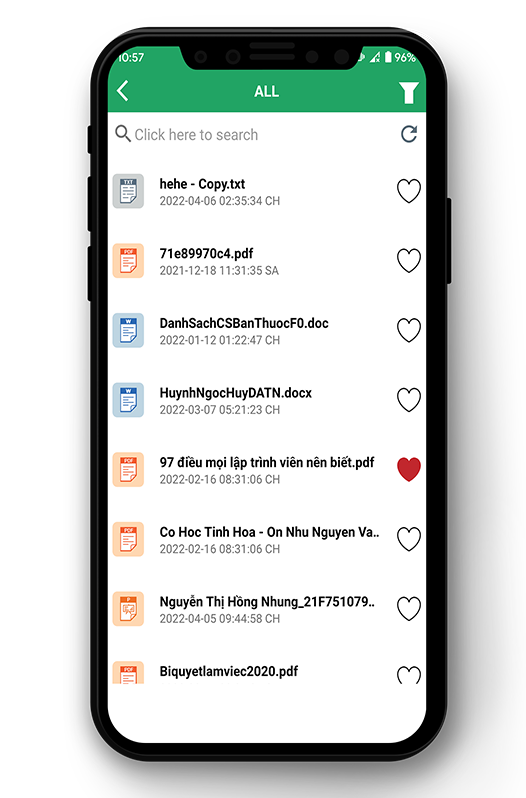 10:57
96%
ALL
Click here to search
TXT
hehe - Copy.txt
2022-04-06 02:35:34 CH
PDF
71e89970c4.pdf
2021-12-18 11:31:35 SA
W
DanhSachCSBanThuocF0.doc
2022-01-12 01:22:47 CH
W
HuynhNgocHuyDATN.docx
2022-03-07 05:21:23 CH
PDF
97 điều mọi lập trình viên nên biết.pdf
2022-02-16 08:31:06 CH
PDF
Co Hoc Tinh Hoa - On Nhu Nguyen Va..
2022-02-16 08:31:06 CH
P
Nguyễn Thị Hồng Nhung_21F751079..
2022-04-05 09:44:58 CH
PDF
Biquyetlamviec2020.pdf